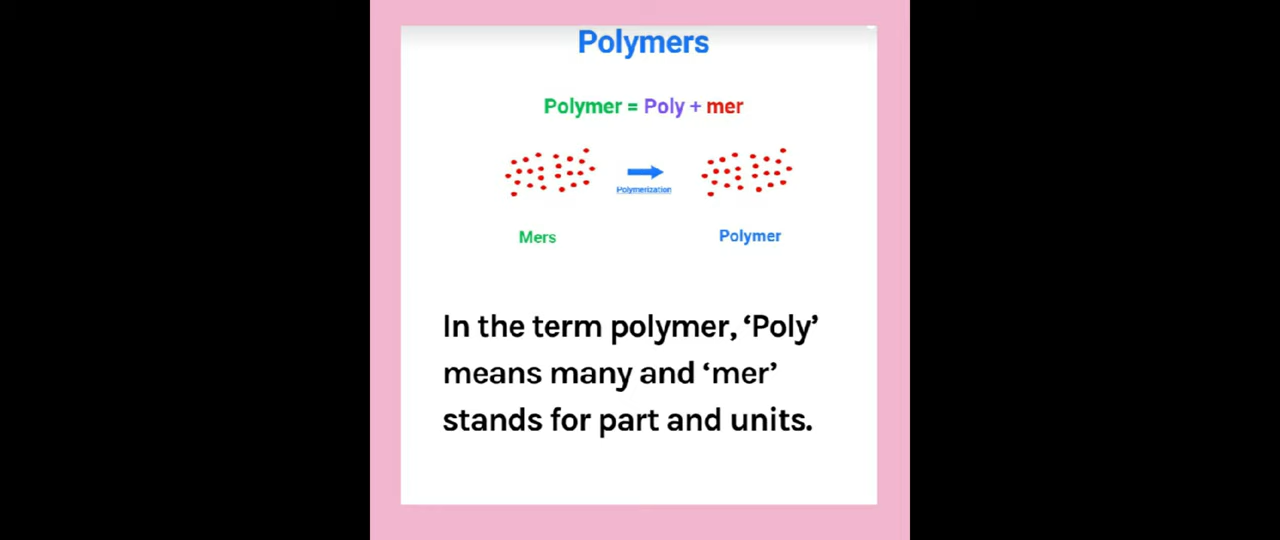 Polymers
Polymer = Poly + mer
Polymerization
Mers
Polymer
In the term polymer, ‘Poly’
means many and ‘mer’
stands for part and units.